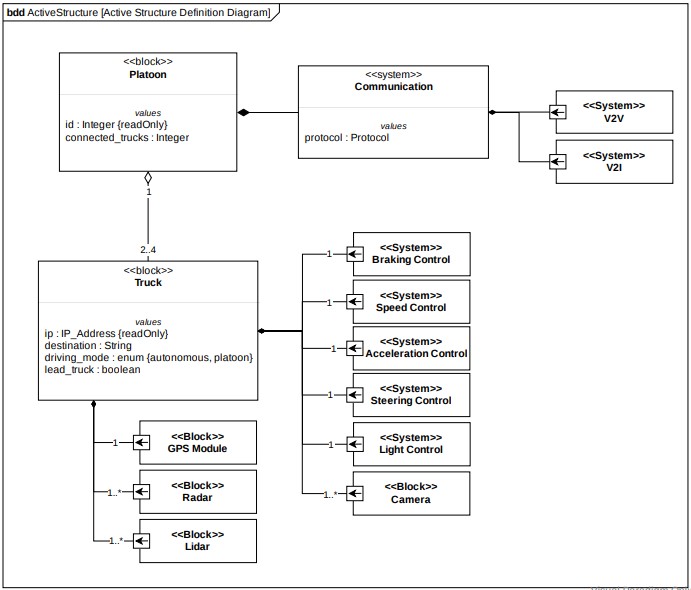 bdd ActiveStructure [Active Structure Definition Diagram]
<<block>>
Platoon
values
id : Integer {readOnly}
connected_trucks : Integer
<<system>>
Communication
values
protocol : Protocol
<<System>>
V2V
<<System>>
V2I
1
2..4
<<block>>
Truck
values
ip : IP_Address {readOnly}
destination : String
driving_mode : enum {autonomous, platoon}
lead_truck : boolean
1
<<System>>
Braking Control
1
<<System>>
Speed Control
1
<<System>>
Acceleration Control
1
<<System>>
Steering Control
1
<<System>>
Light Control
1..*
<<Block>>
Camera
1
<<Block>>
GPS Module
1..*
<<Block>>
Radar
1..*
<<Block>>
Lidar